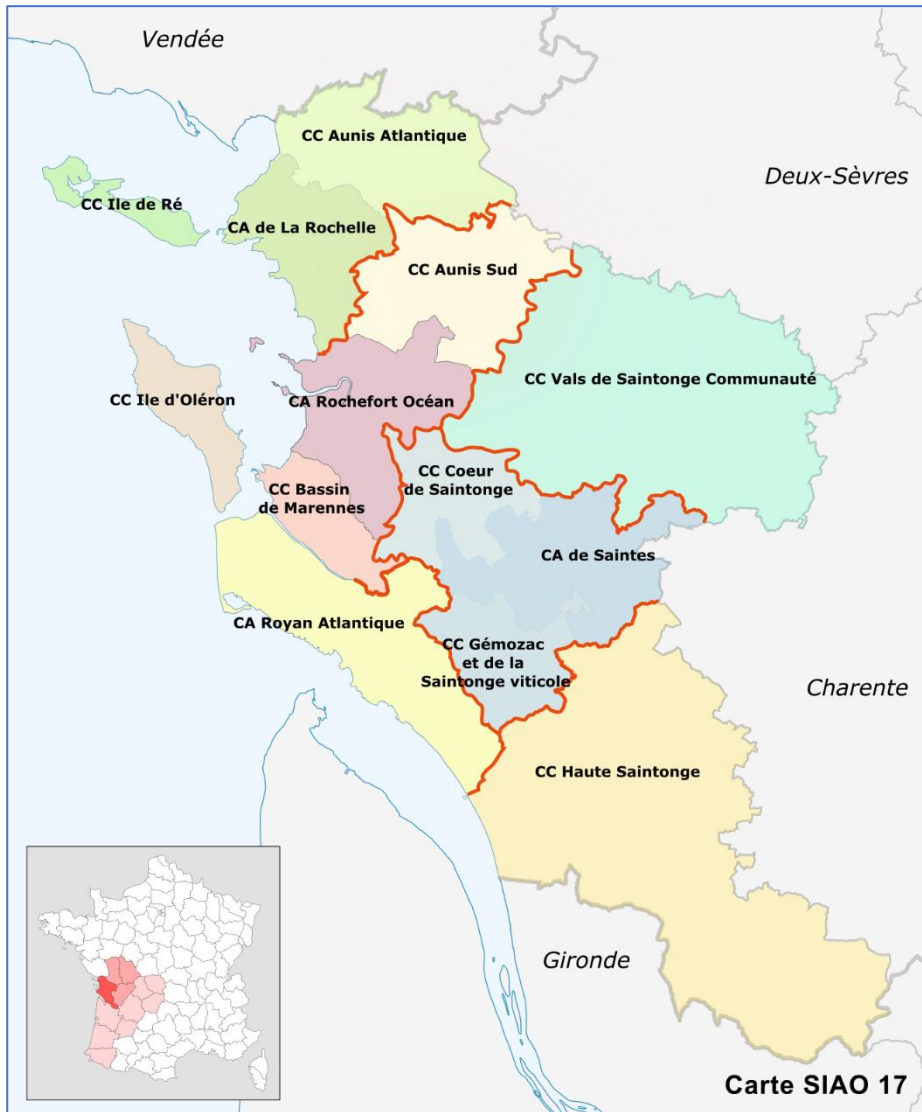 Vendée
CC Aunis Atlantique
Deux-Sèvres
CC Ile de Ré
CA de La Rochelle
CC Aunis Sud
CC Vals de Saintonge Communauté
CC Ile d'Oléron
CA Rochefort Océan
CC Coeur
de Saintonge
CC Bassin
de Marennes
CA de Saintes
CA Royan Atlantique
CC Gémozac
et de la
Saintonge viticole
Charente
CC Haute Saintonge
Gironde
Carte SIAO 17